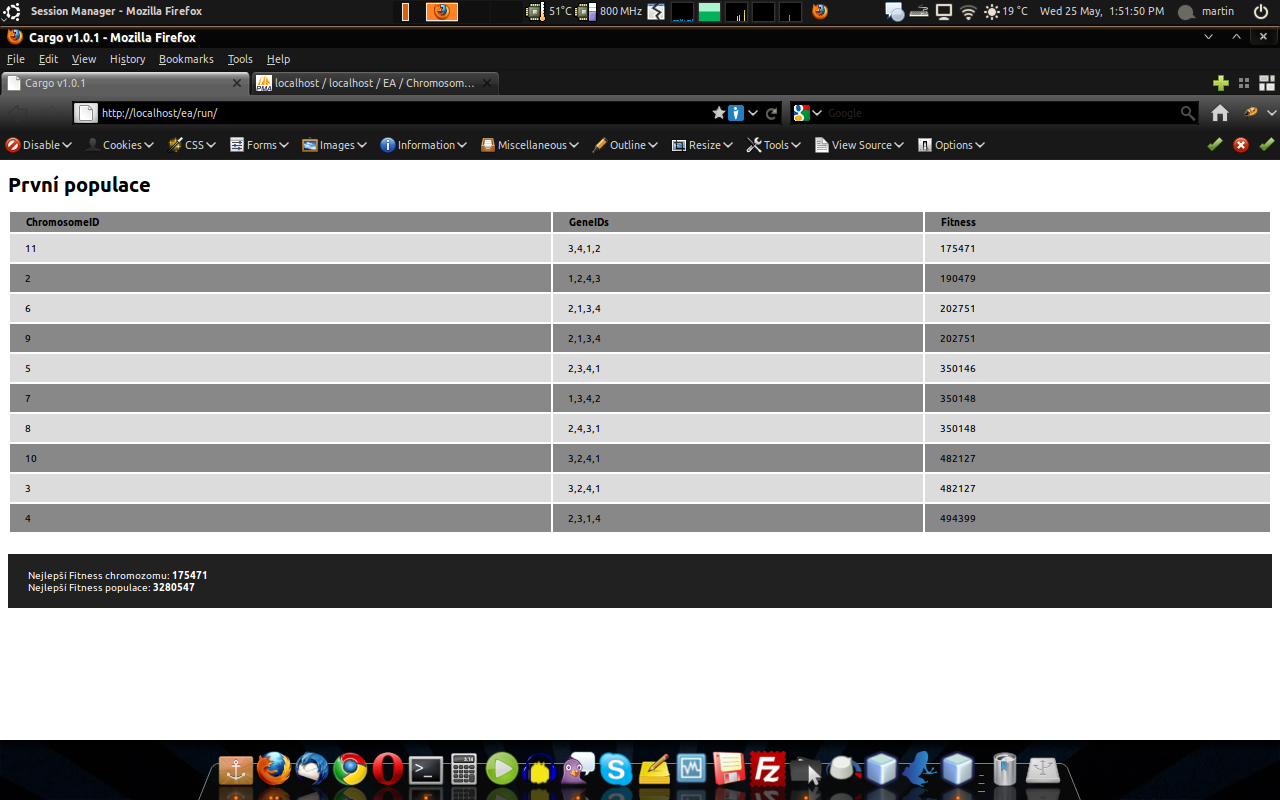 Session Manager - Mozilla Firefox 51°C 800 MHz 19 °C Wed 25 May, 1:51:50 PM martin
Cargo v1.0.1 - Mozilla Firefox
File Edit View History Bookmarks Tools Help
Cargo v1.0.1 localhost / localhost / EA / Chromosom...
http://localhost/ea/run/ Google
Disable Cookies CSS Forms Images Information Miscellaneous Outline Resize Tools View Source Options
První populace
ChromosomeID GeneIDs Fitness
11 3,4,1,2 175471
2 1,2,4,3 190479
6 2,1,3,4 202751
9 2,1,3,4 202751
5 2,3,4,1 350146
7 1,3,4,2 350148
8 2,4,3,1 350148
10 3,2,4,1 482127
3 3,2,4,1 482127
4 2,3,1,4 494399
Nejlepší Fitness chromozomu: 175471
Nejlepší Fitness populace: 3280547